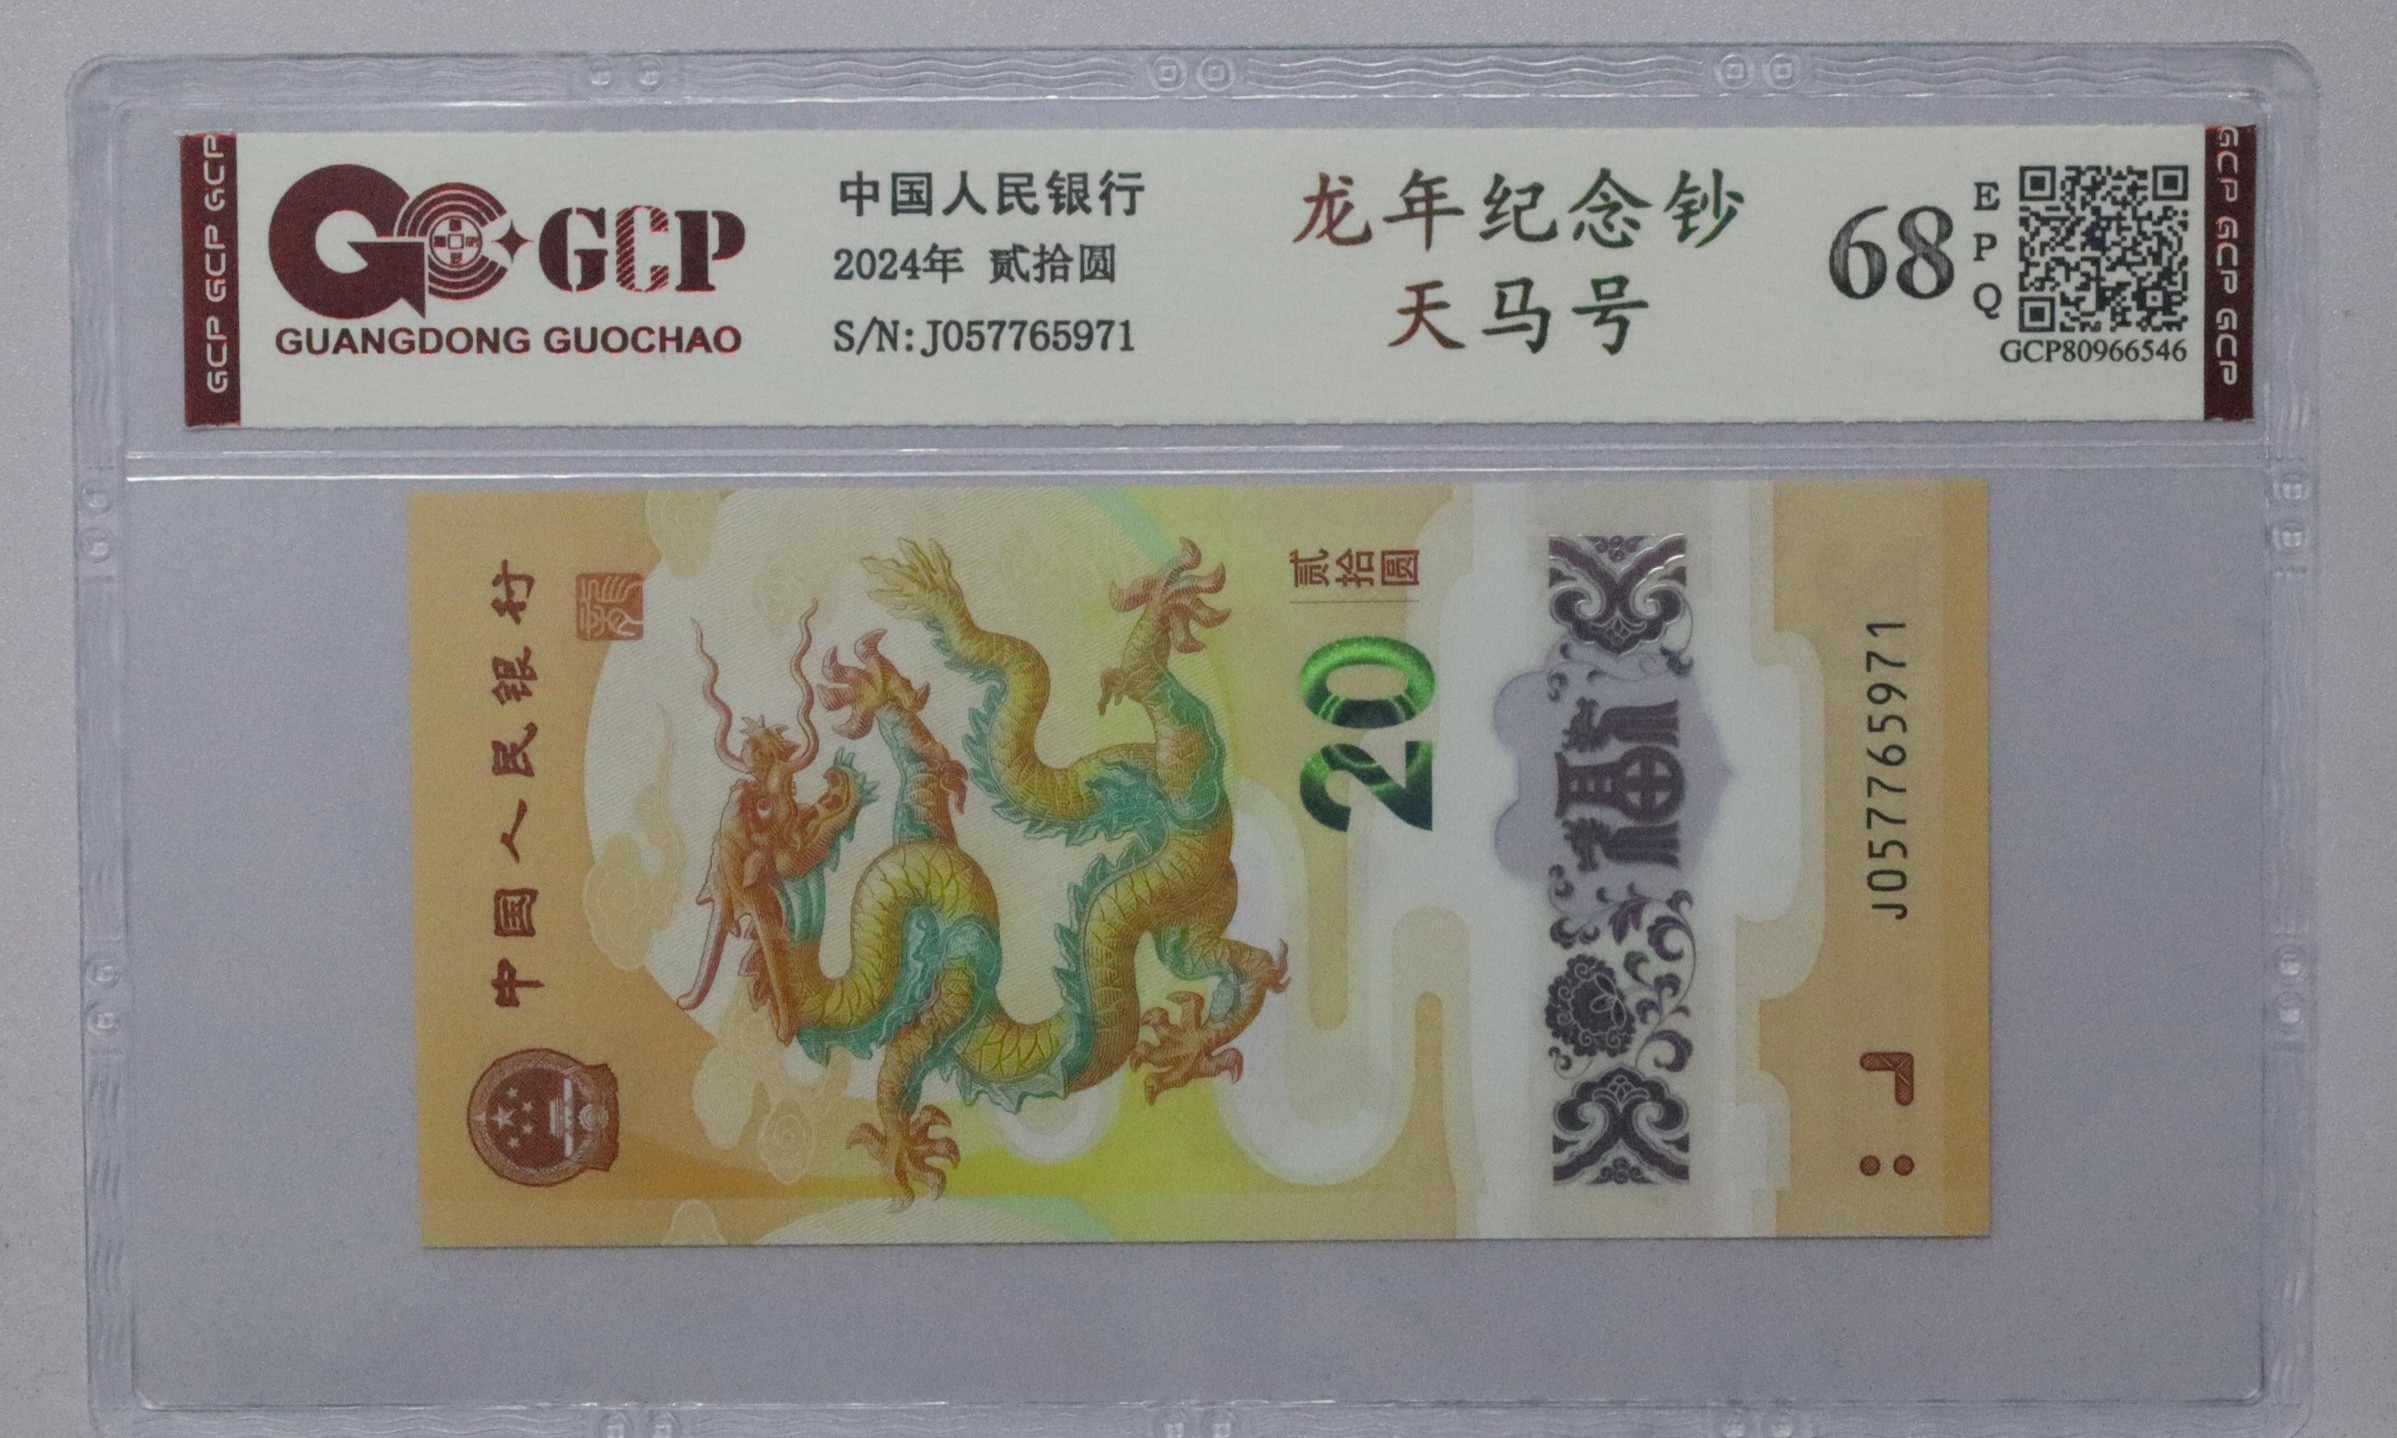 GCP GCP GCP
GCP
GUANGDONG GUOCHAO
中国人民银行
2024年 贰拾圆
S/N:J057765971
龙年纪念钞
天马号
68
EPQ
GCP80966546
GCP GCP GCP
中国人民银行
贰拾圆
20
福
J057765971